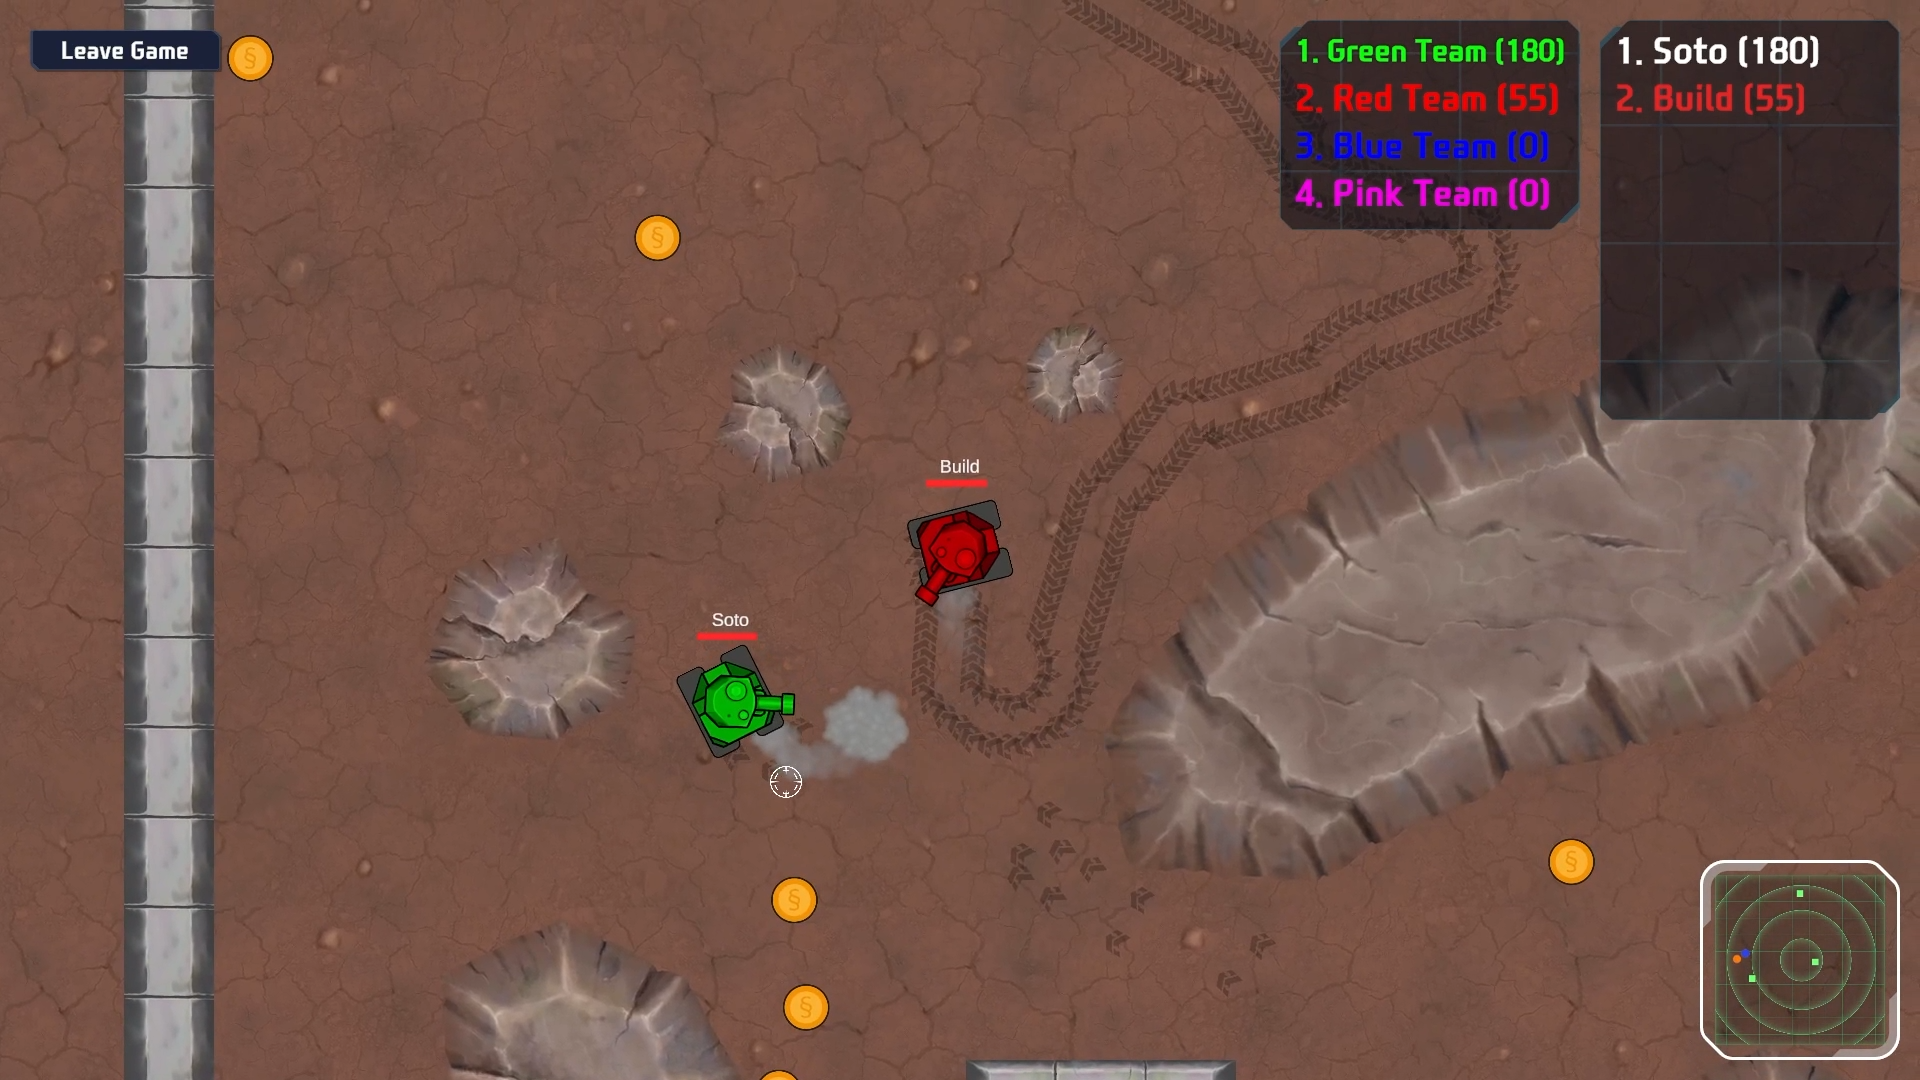 Leave Game
1. Green Team (180)
2. Red Team (55)
3. Blue Team (0)
4. Pink Team (0)
1. Soto (180)
2. Build (55)
Build
Soto